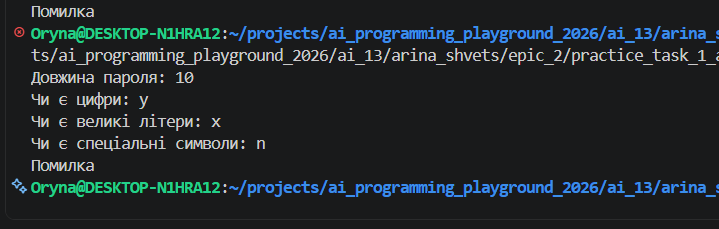 Помилка
Oryna@DESKTOP-N1HRA12:~/projects/ai_programming_playground_2026/ai_13/arina_s
ts/ai_programming_playground_2026/ai_13/arina_shvets/epic_2/practice_task_1_a
Довжина пароля: 10
Чи є цифри: y
Чи є великі літери: x
Чи є спеціальні символи: n
Помилка
Oryna@DESKTOP-N1HRA12:~/projects/ai_programming_playground_2026/ai_13/arina_s